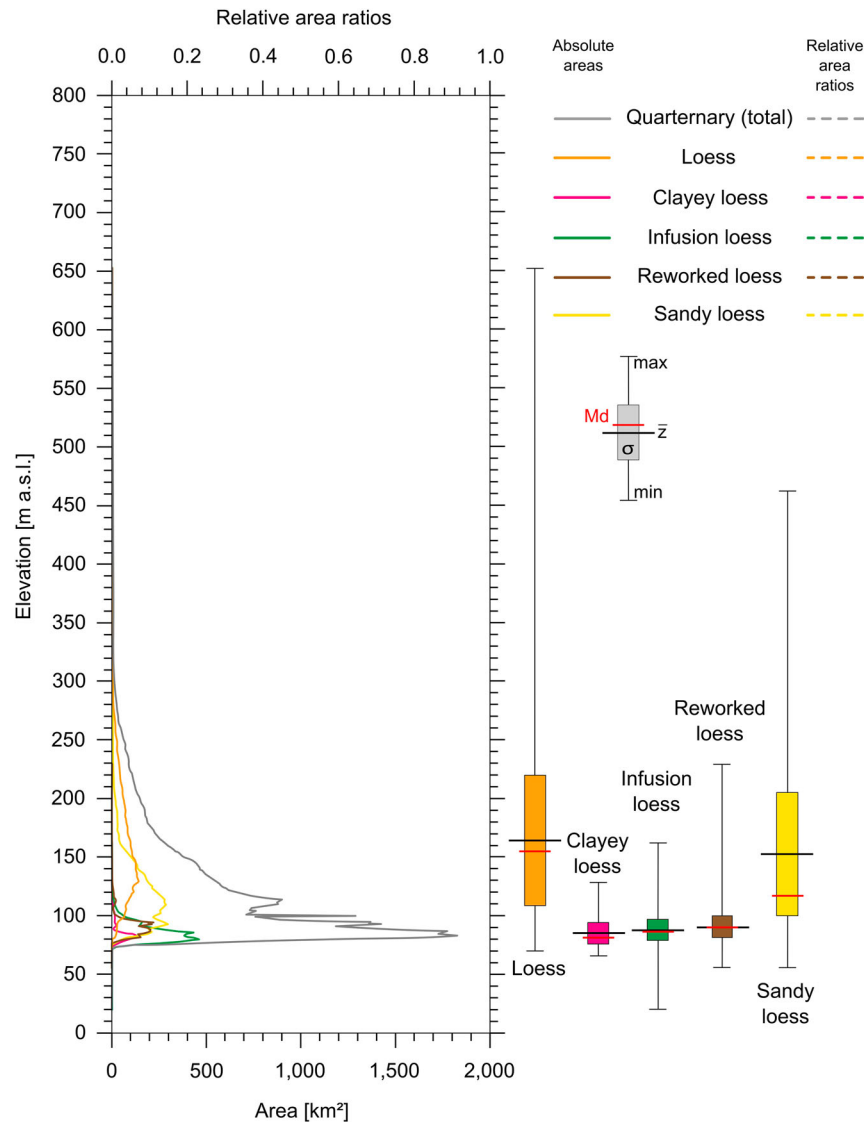 Relative area ratios
0.0 0.2 0.4 0.6 0.8 1.0
Absolute
areas
Relative
area
ratios
Quarternary (total)
Loess
Clayey loess
Infusion loess
Reworked loess
Sandy loess
800
750
700
650
600
550
500
450
400
350
300
250
200
150
100
50
0
Elevation [m a.s.l.]
0 500 1,000 1,500 2,000
Area [km²]
max
Md
z̄
σ
min
Loess
Clayey
loess
Infusion
loess
Reworked
loess
Sandy
loess